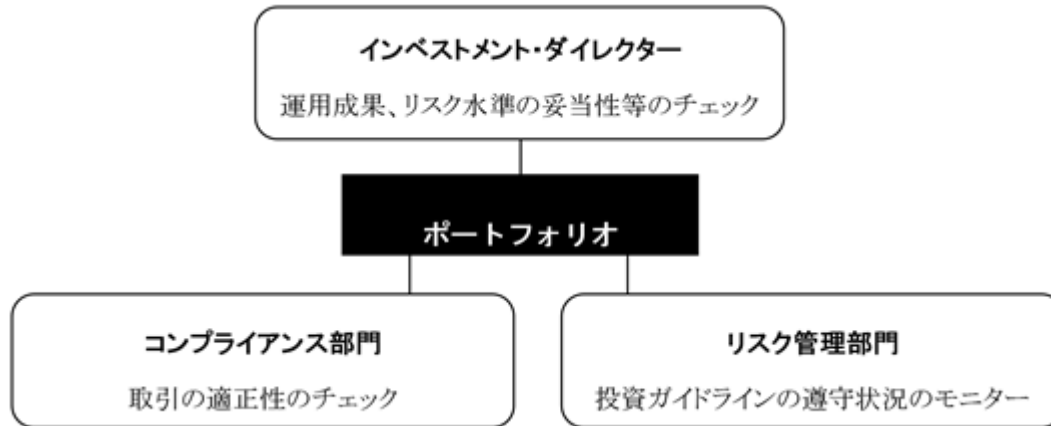 インベストメント・ダイレクター
運用成果、リスク水準の妥当性等のチェック
ポートフォリオ
コンプライアンス部門
取引の適正性のチェック
リスク管理部門
投資ガイドラインの遵守状況のモニター